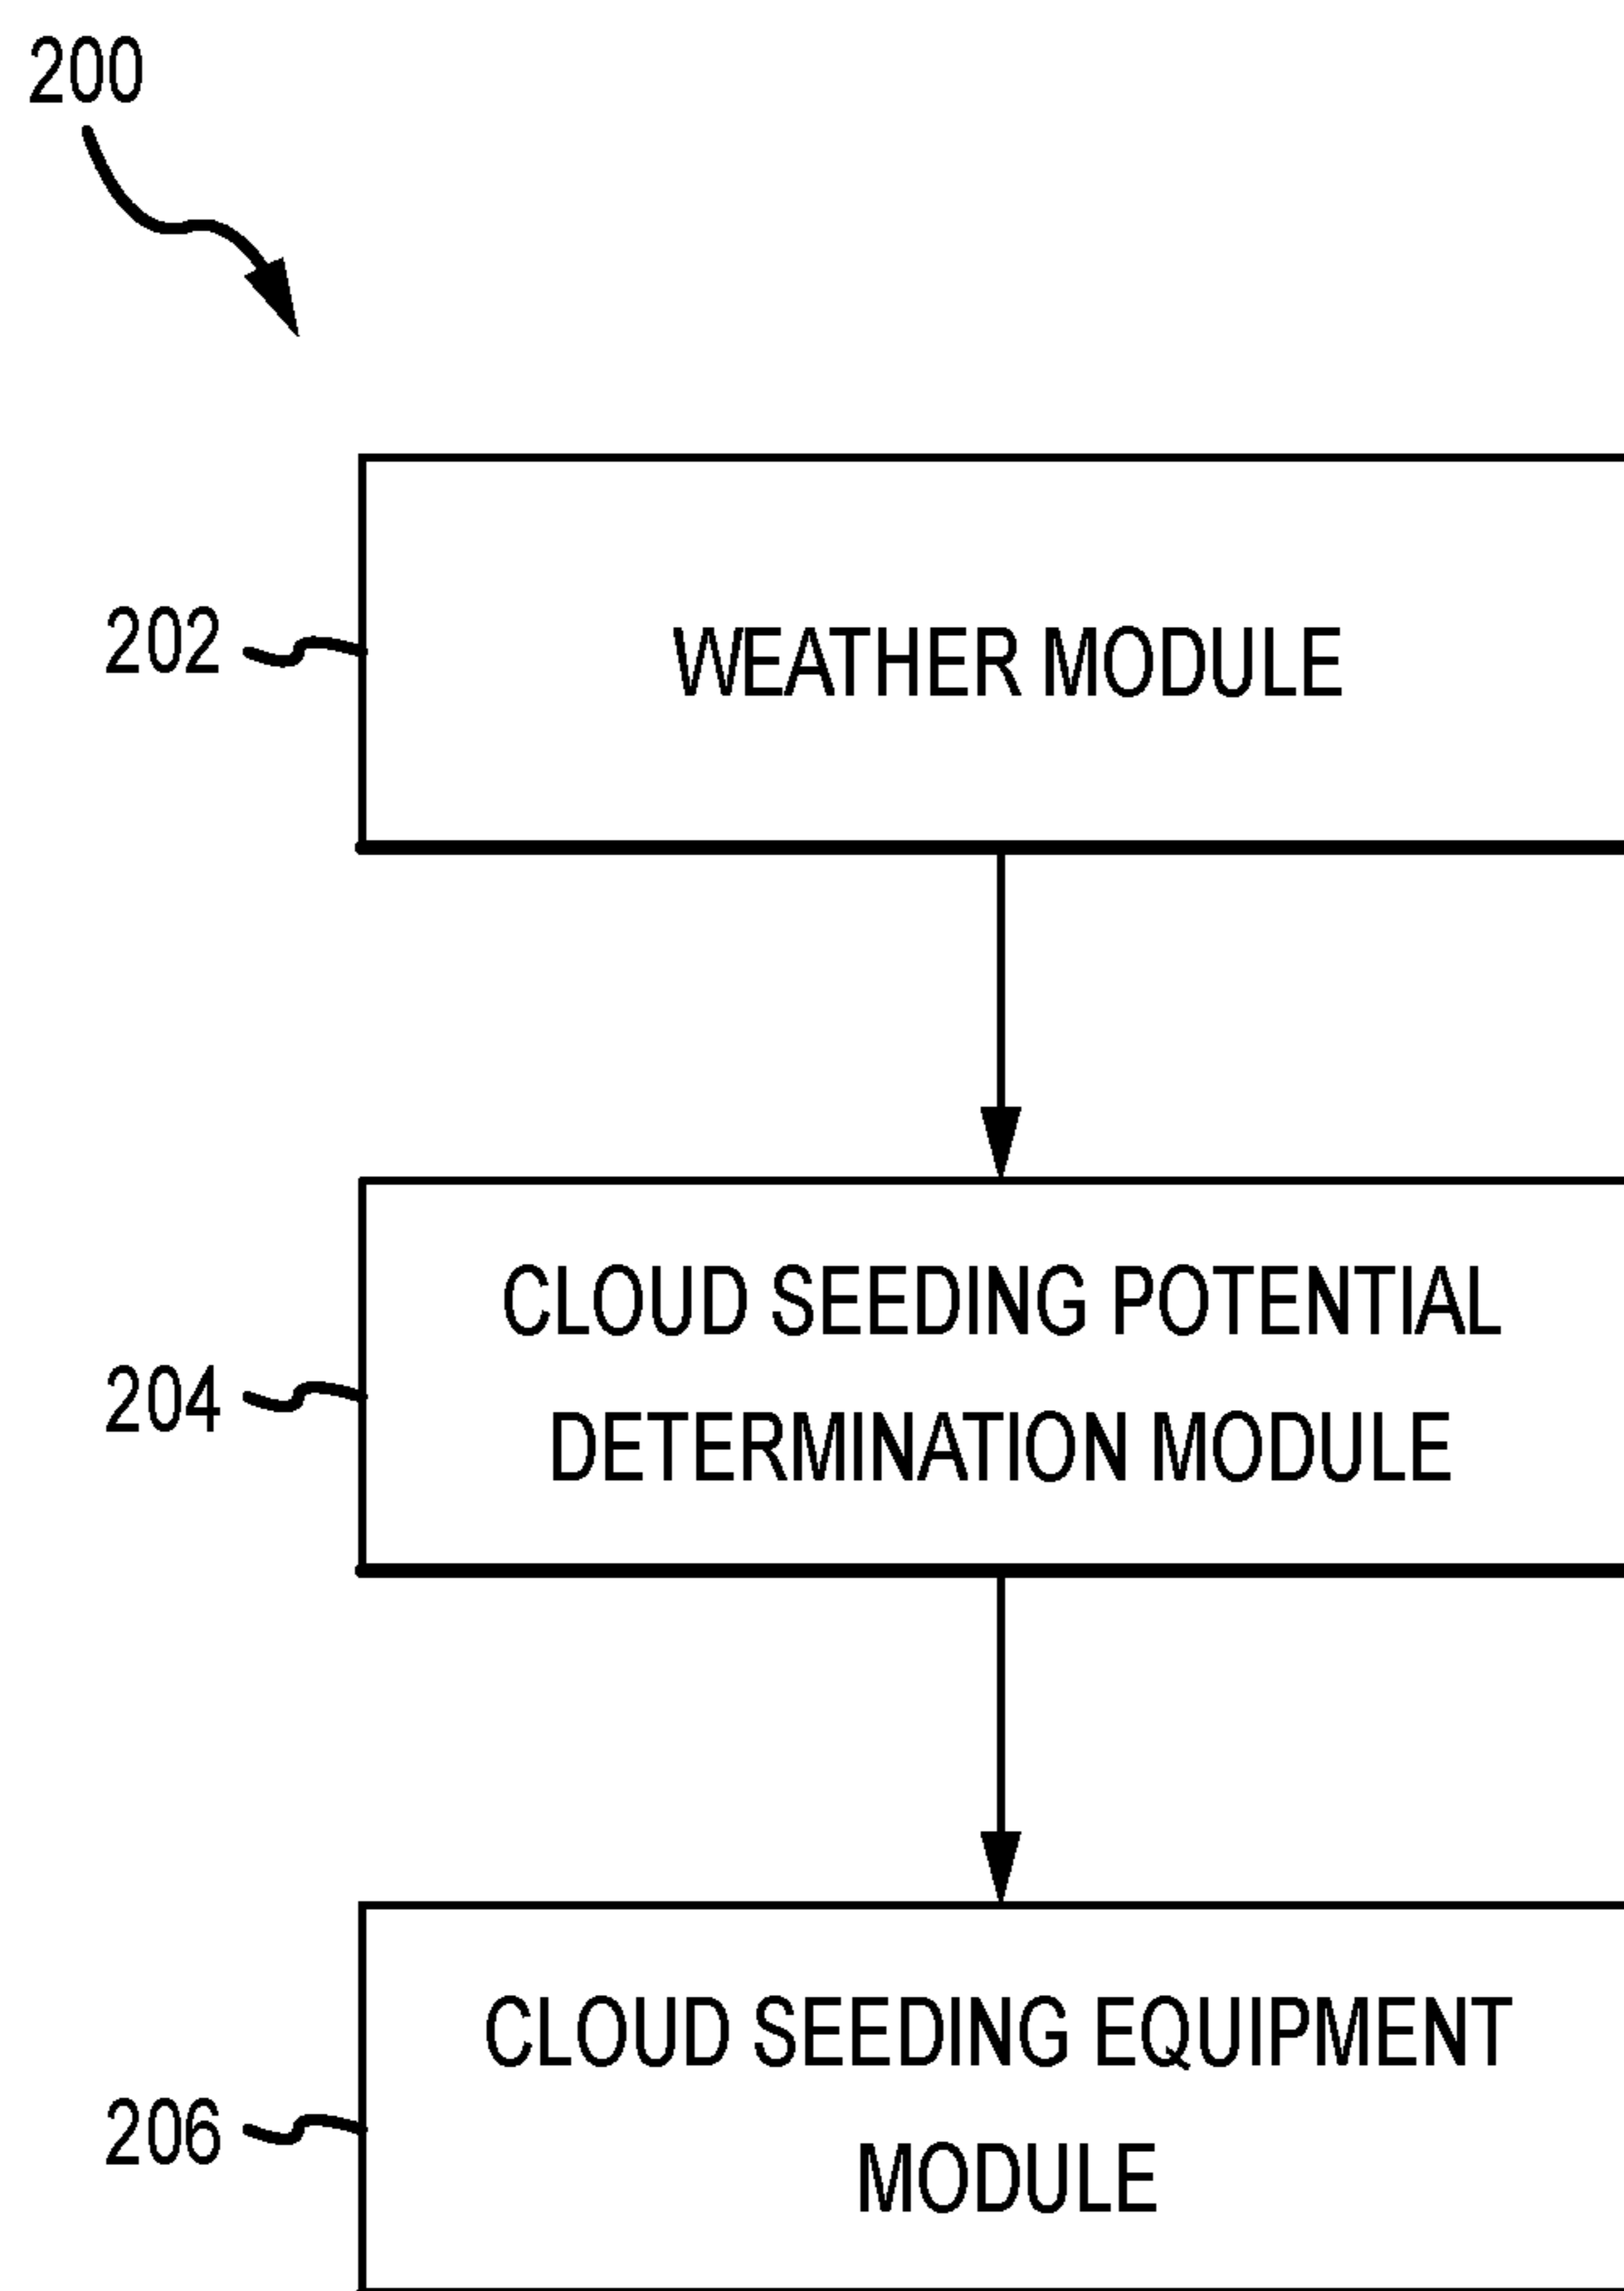 200
202
WEATHER MODULE
CLOUD SEEDING POTENTIAL
204
DETERMINATION MODULE
CLOUD SEEDING EQUIPMENT
206
MODULE